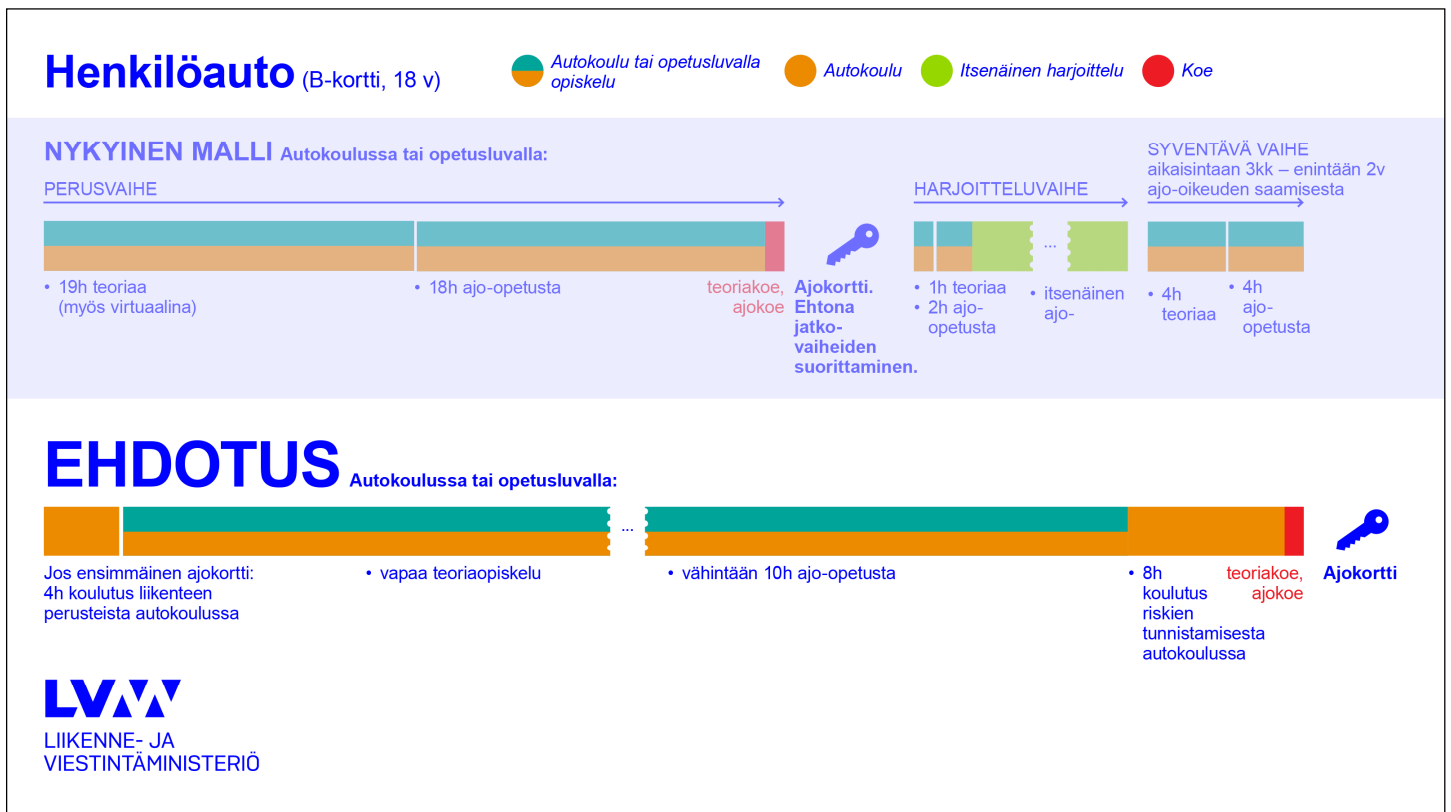 Henkilöauto (B-kortti, 18 v)
Autokoulu tai opetusluvalla
opiskelu
Autokoulu
Itsenäinen harjoittelu
Koe
NYKYINEN MALLI Autokoulussa tai opetusluvalla:
PERUSVAIHE
HARJOITTELUVAIHE
SYVENTÄVÄ VAIHE
aikaisintaan 3kk – enintään 2v
ajo-oikeuden saamisesta
...
• 19h teoriaa
(myös virtuaalina)
• 18h ajo-opetusta
teoriakoe,
ajokoe
Ajokortti.
Ehtona
jatko-
vaiheiden
suorittaminen.
• 1h teoriaa
• 2h ajo-
opetusta
• itsenäinen
ajo-
• 4h
teoriaa
• 4h
ajo-
opetusta
EHDOTUS Autokoulussa tai opetusluvalla:
...
Jos ensimmäinen ajokortti:
4h koulutus liikenteen
perusteista autokoulussa
• vapaa teoriaopiskelu
• vähintään 10h ajo-opetusta
• 8h
koulutus
riskien
tunnistamisesta
autokoulussa
teoriakoe,
ajokoe
Ajokortti
LVM
LIIKENNE- JA
VIESTINTÄMINISTERIÖ